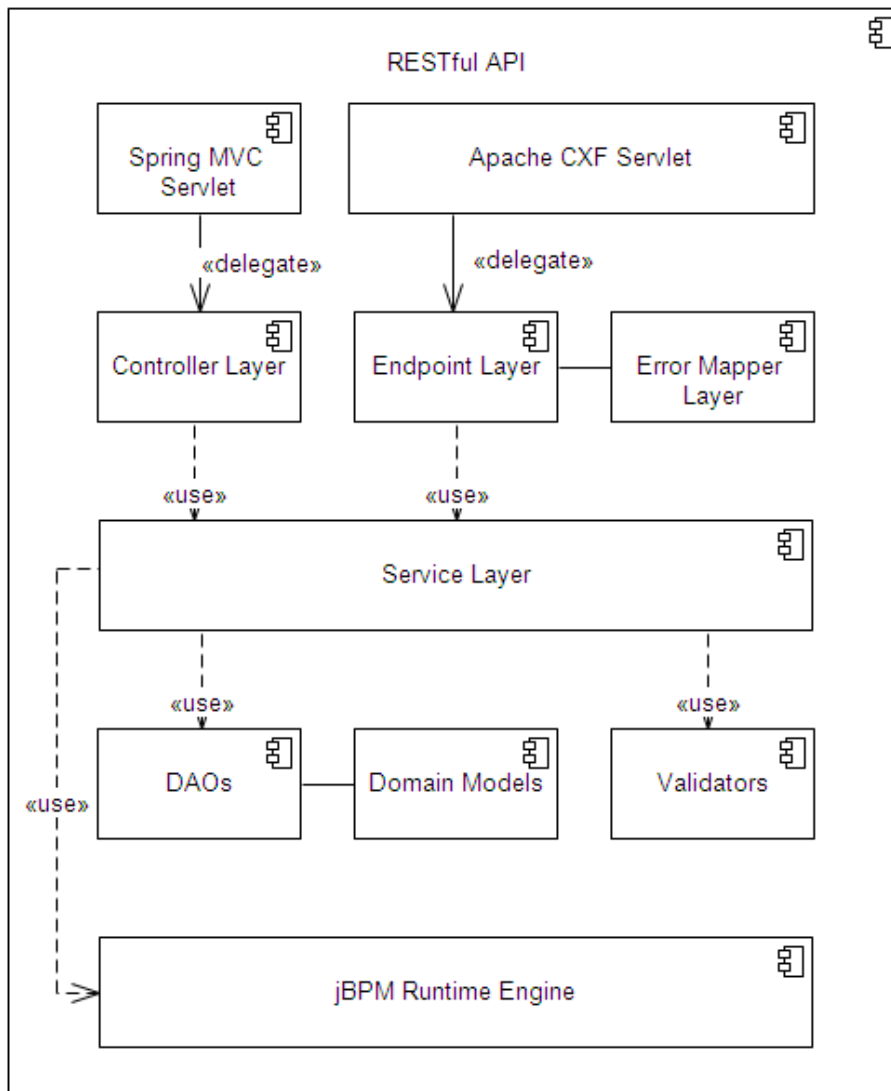 RESTful API
Spring MVC
Servlet
Apache CXF Servlet
«delegate»
«delegate»
Controller Layer
Endpoint Layer
Error Mapper
Layer
«use»
«use»
Service Layer
«use»
«use»
DAOs
Domain Models
Validators
«use»
jBPM Runtime Engine